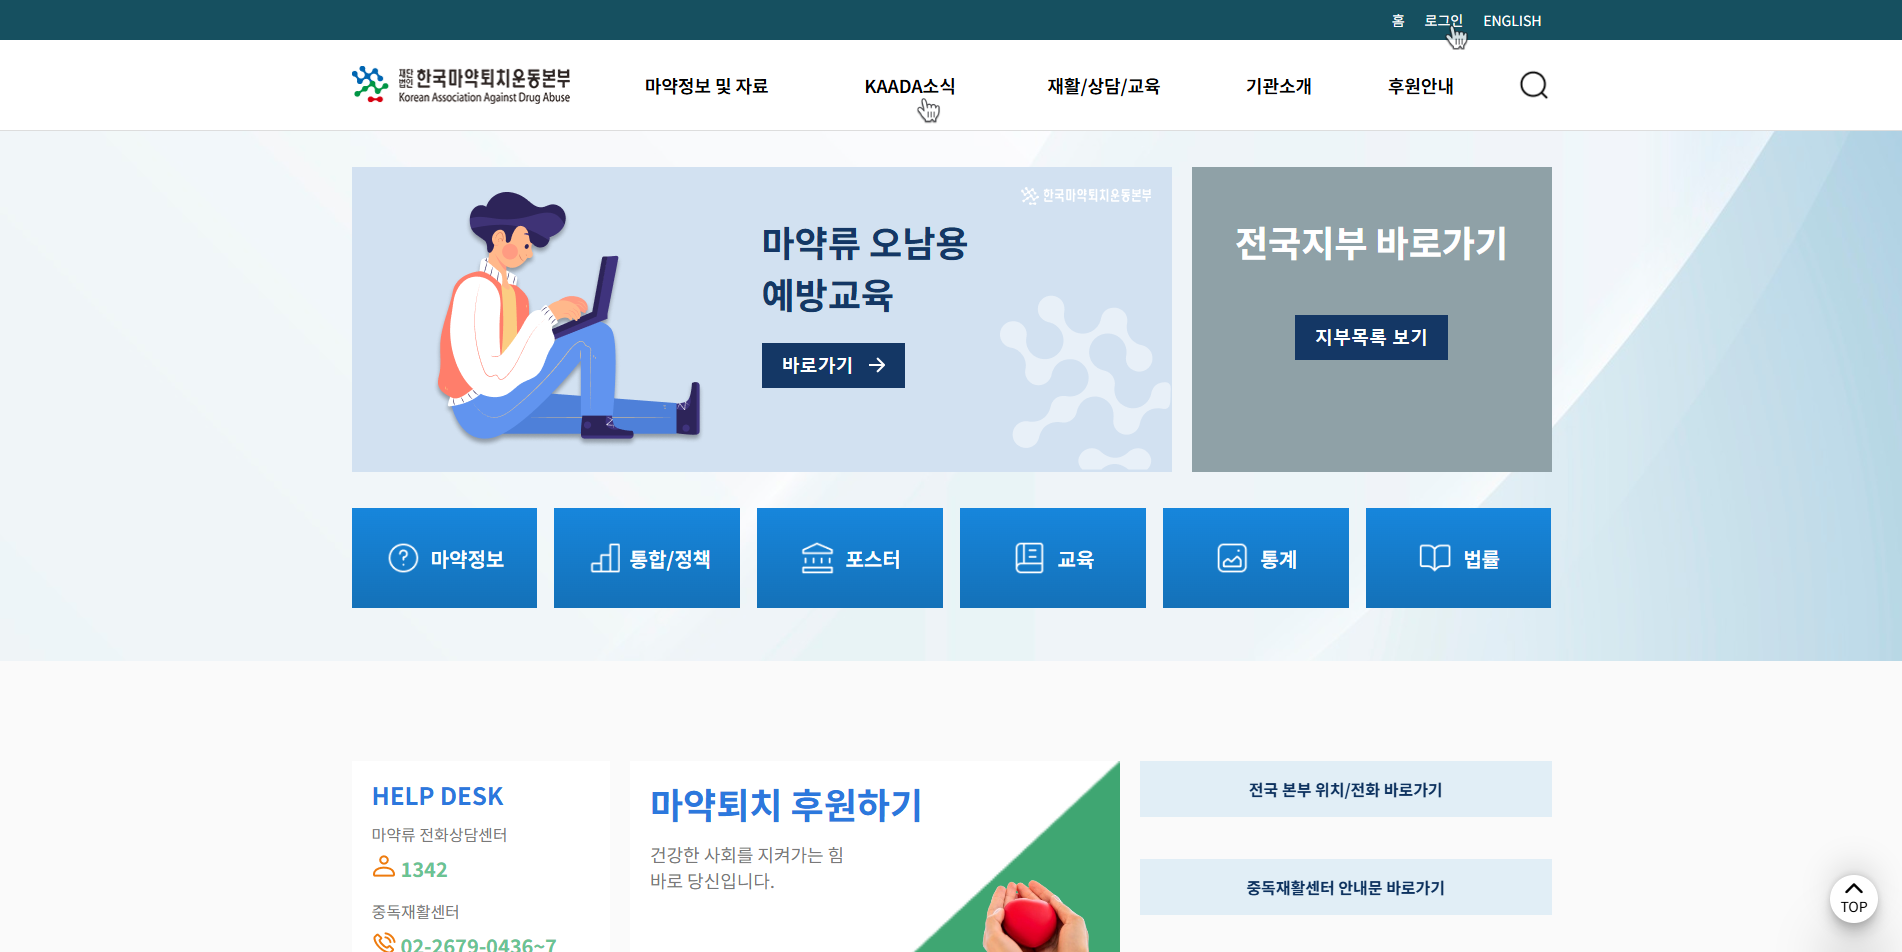 홈 로그인 ENGLISH
재단법인 한국마약퇴치운동본부
Korean Association Against Drug Abuse
마약정보 및 자료 KAADA소식 재활/상담/교육 기관소개 후원안내
한국마약퇴치운동본부
마약류 오남용
예방교육
바로가기
전국지부 바로가기
지부목록 보기
마약정보 통합/정책 포스터 교육 통계 법률
HELP DESK
마약류 전화상담센터
1342
중독재활센터
02-2679-0436~7
마약퇴치 후원하기
건강한 사회를 지켜가는 힘
바로 당신입니다.
전국 본부 위치/전화 바로가기
중독재활센터 안내문 바로가기
TOP